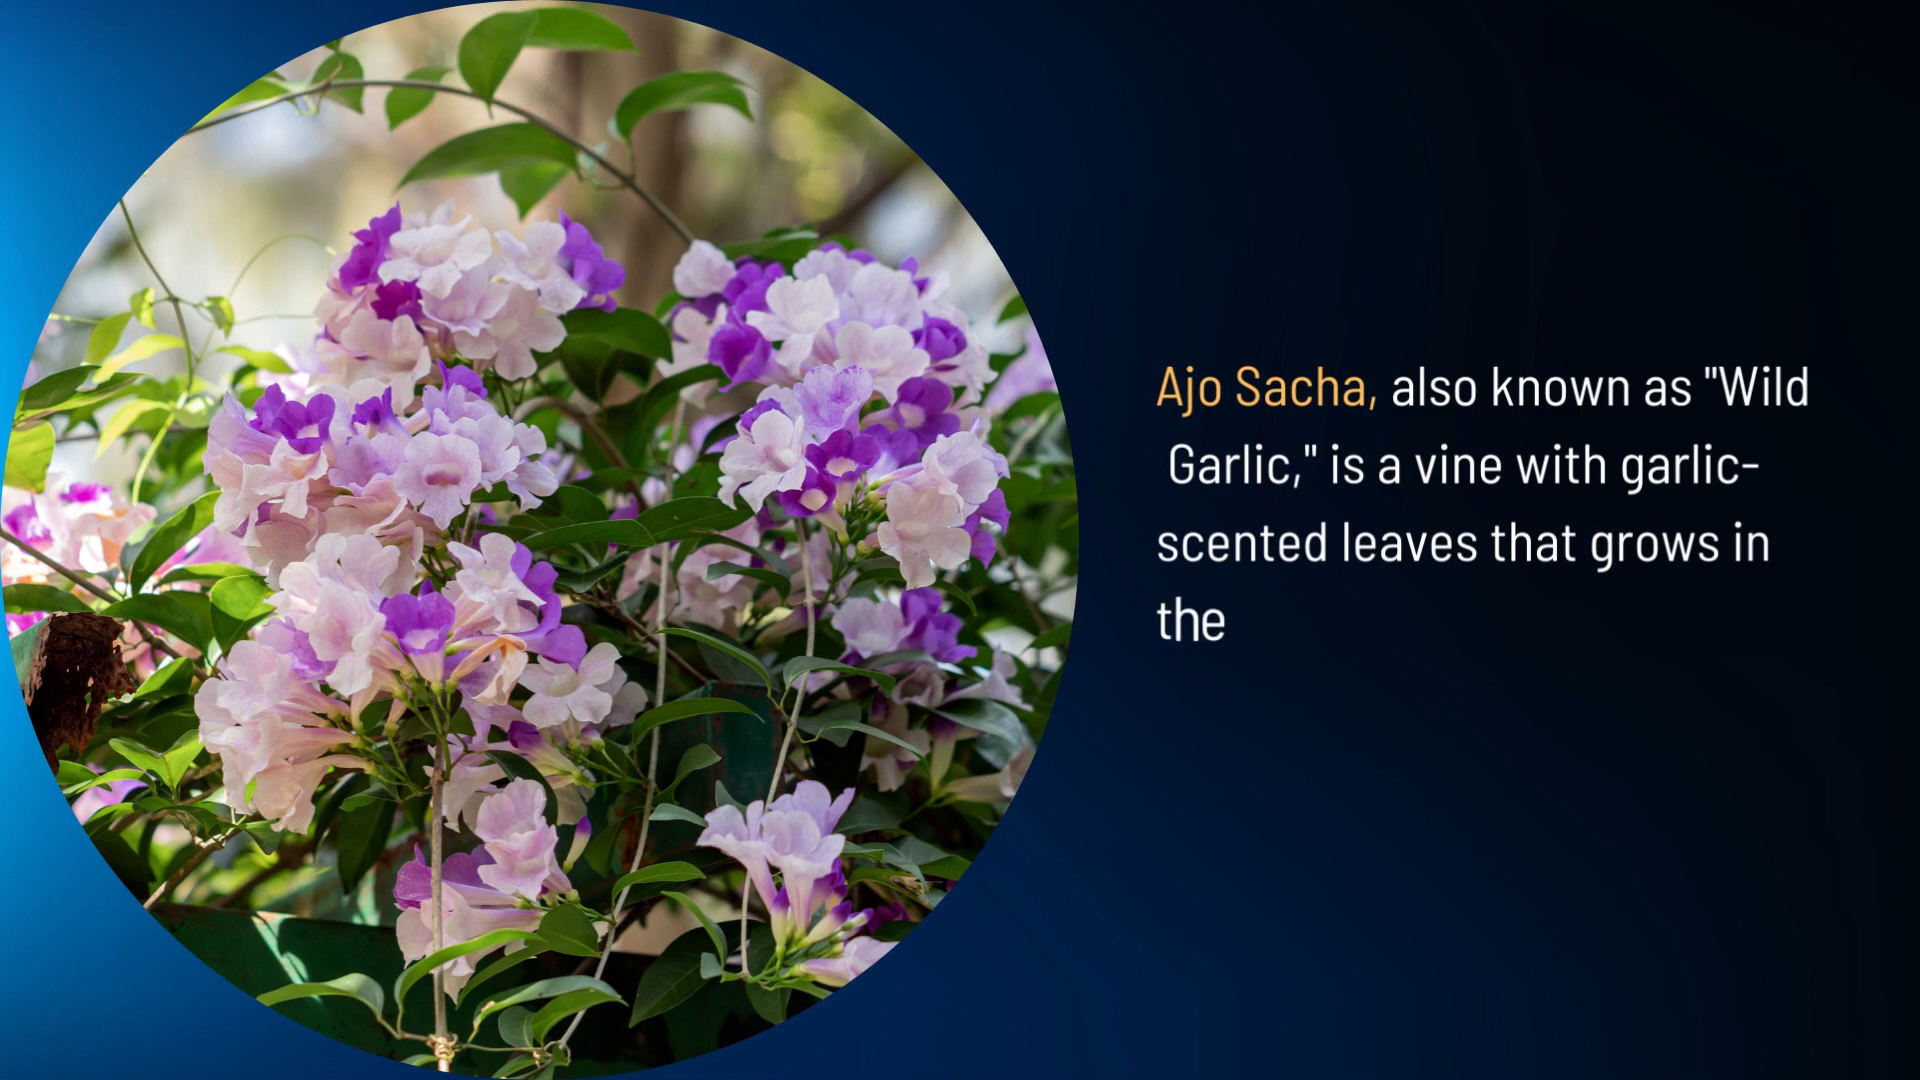 Ajo Sacha, also known as "Wild
Garlic," is a vine with garlic-
scented leaves that grows in
the